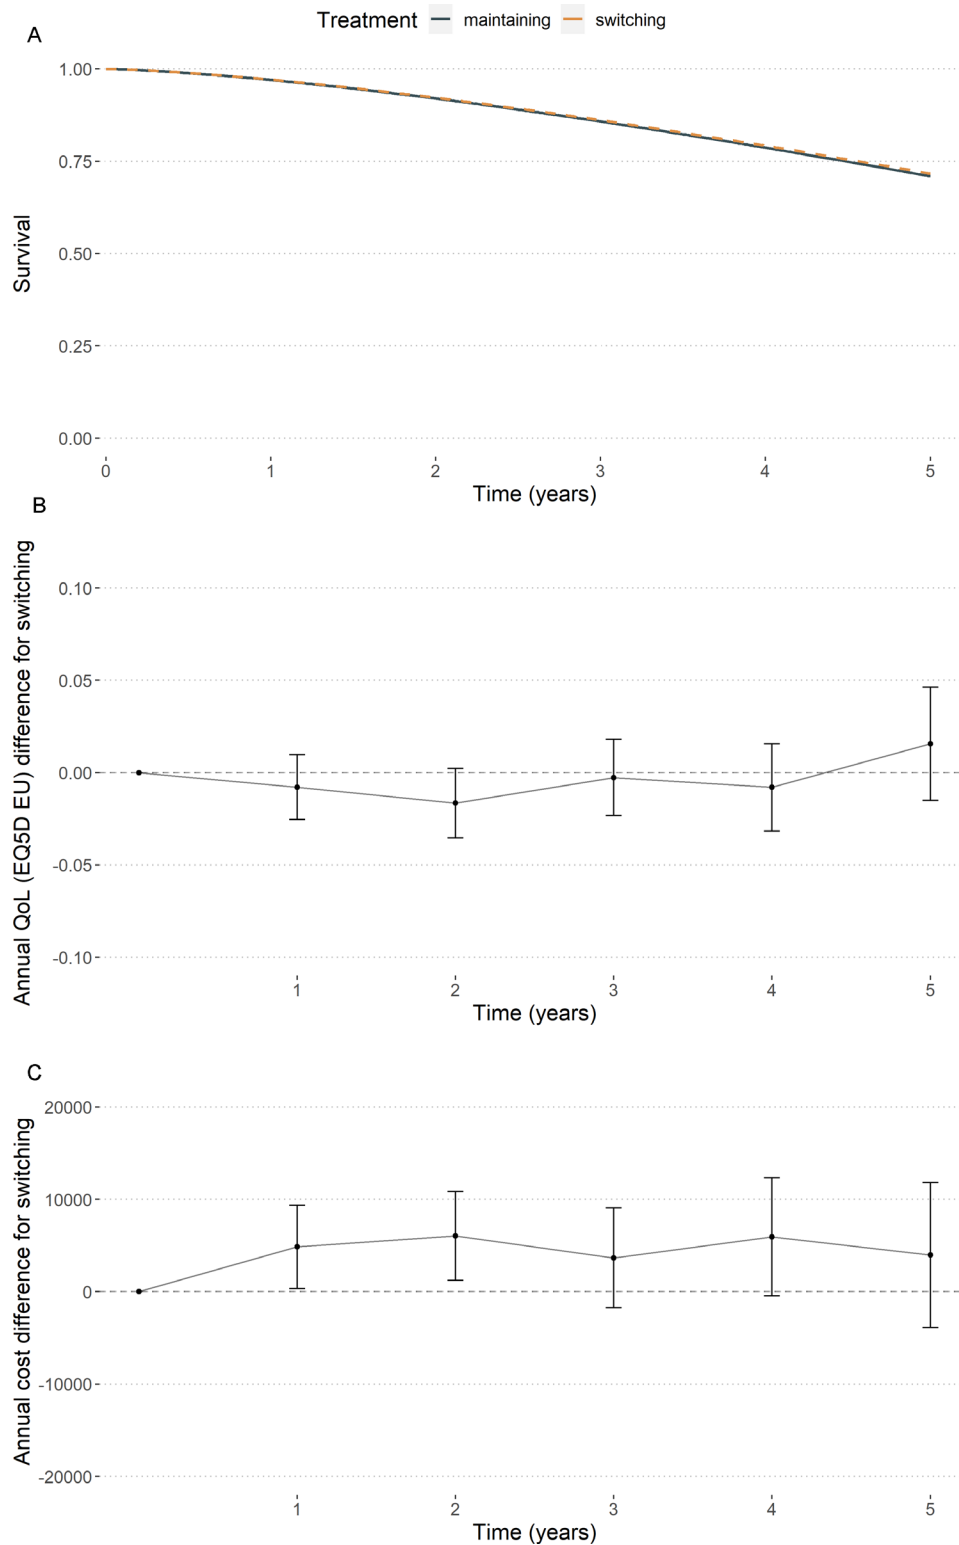 Treatment maintaining switching
A
1.00
0.75
0.50
0.25
0.00
Survival
0 1 2 3 4 5
Time (years)
B
0.10
0.05
0.00
-0.05
-0.10
Annual QoL (EQ5D EU) difference for switching
1 2 3 4 5
Time (years)
C
20000
10000
0
-10000
-20000
Annual cost difference for switching
1 2 3 4 5
Time (years)